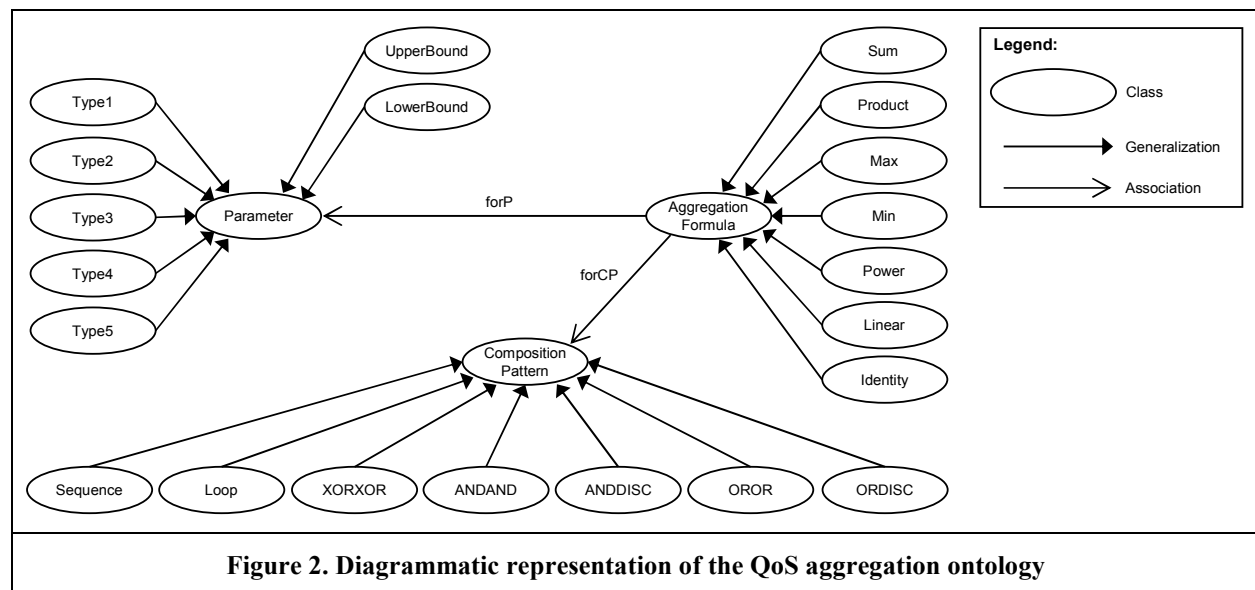 UpperBound
LowerBound
Type1
Type2
Type3
Type4
Type5
Parameter
forP
Aggregation
Formula
forCP
Sum
Product
Max
Min
Power
Linear
Identity
Composition
Pattern
Sequence
Loop
XORXOR
ANDAND
ANDDISC
OROR
ORDISC
Legend:
Class
Generalization
Association
Figure 2. Diagrammatic representation of the QoS aggregation ontology